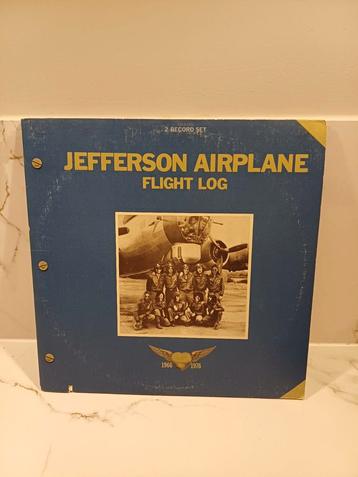 2 RECORD SET
JEFFERSON AIRPLANE
FLIGHT LOG
1966 1976